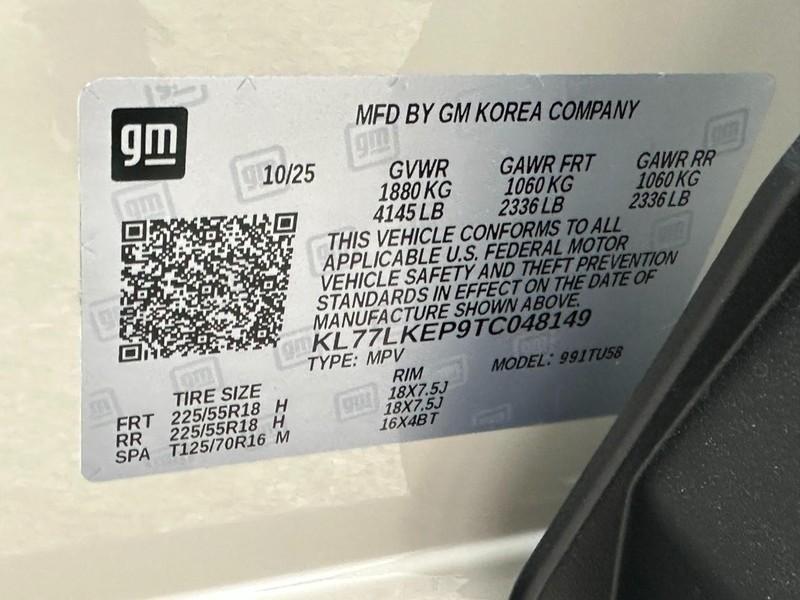 gm
MFD BY GM KOREA COMPANY
10/25 GVWR GAWR FRT GAWR RR
1880 KG 1060 KG 1060 KG
4145 LB 2336 LB 2336 LB
THIS VEHICLE CONFORMS TO ALL
APPLICABLE U.S. FEDERAL MOTOR
VEHICLE SAFETY AND THEFT PREVENTION
STANDARDS IN EFFECT ON THE DATE OF
MANUFACTURE SHOWN ABOVE.
KL77LKEP9TC048149
TYPE: MPV MODEL: 991TU58
TIRE SIZE RIM
FRT 225/55R18 H 18X7.5J
RR 225/55R18 H 18X7.5J
SPA T125/70R16 M 16X4BT